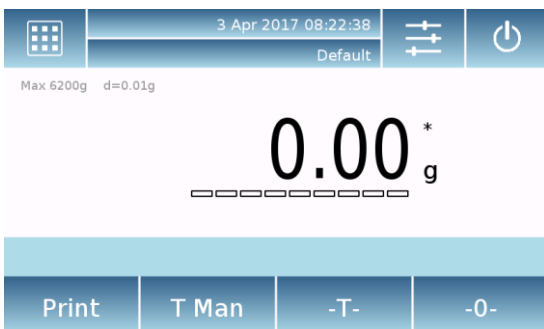 3 Apr 2017 08:22:38
Default
Max 6200g d=0.01g
0.00 *
g
Print T Man -T- -0-